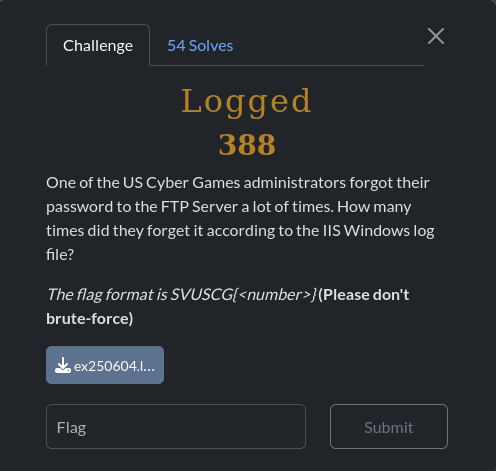 Challenge
54 Solves
Logged
388
One of the US Cyber Games administrators forgot their
password to the FTP Server a lot of times. How many
times did they forget it according to the IIS Windows log
file?
The flag format is SVUSCG{<number>} (Please don't
brute-force)
ex250604.l...
Flag
Submit